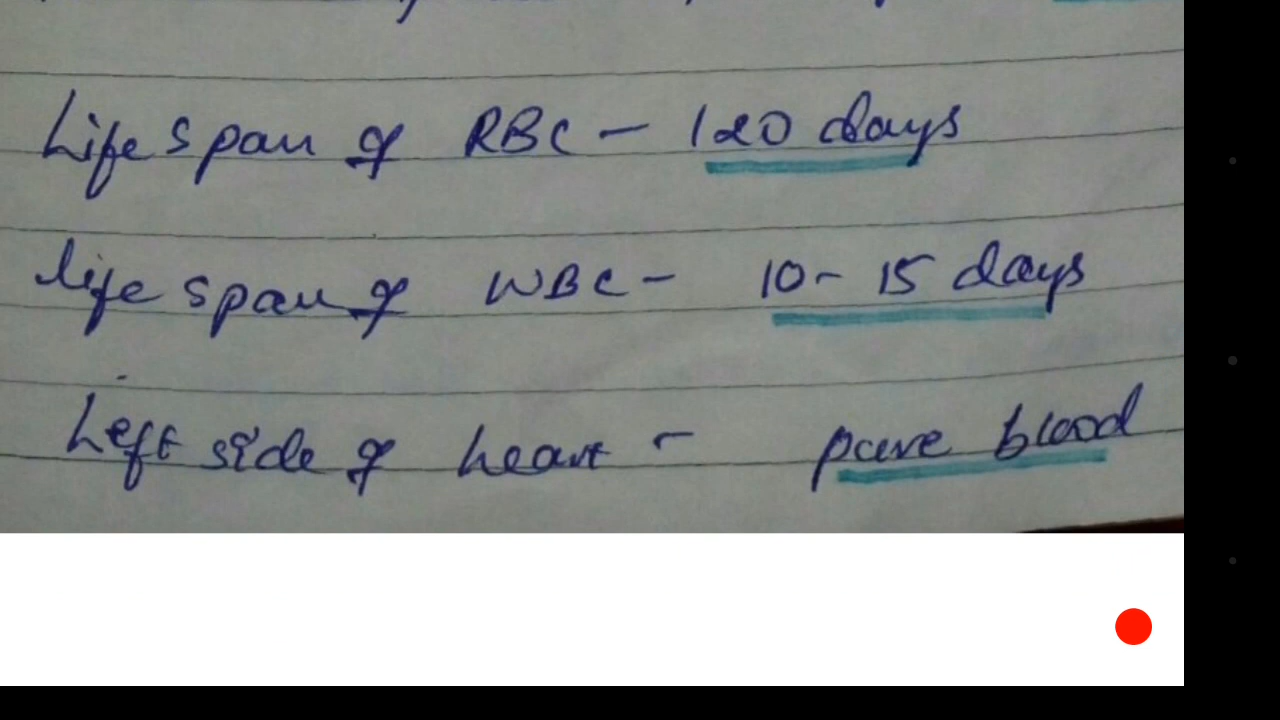 Life span of RBC - 120 days
life span of WBC - 10- 15 days
Left side of heart - pure blood